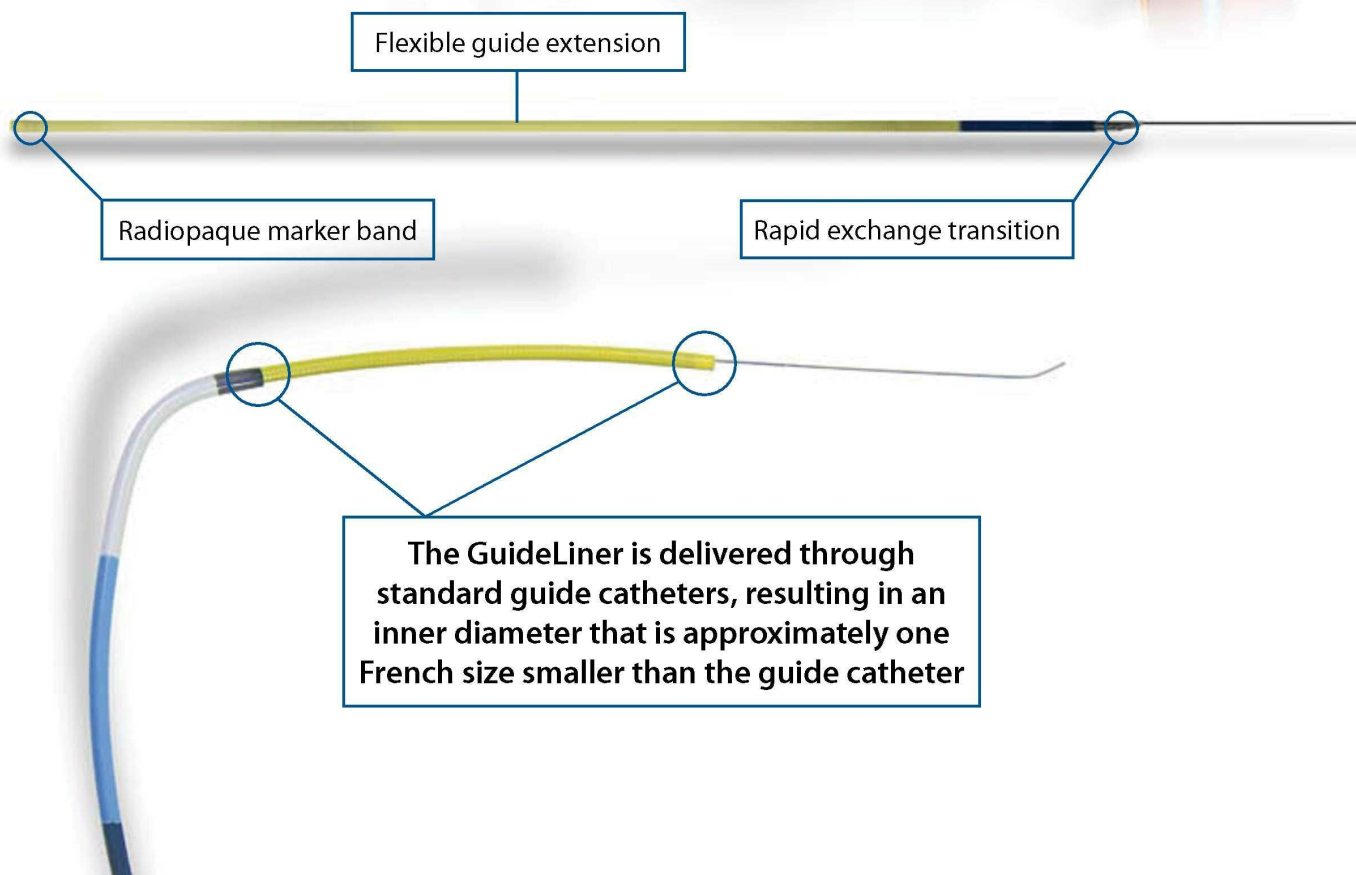 Flexible guide extension
Radiopaque marker band
Rapid exchange transition
The GuideLiner is delivered through
standard guide catheters, resulting in an
inner diameter that is approximately one
French size smaller than the guide catheter